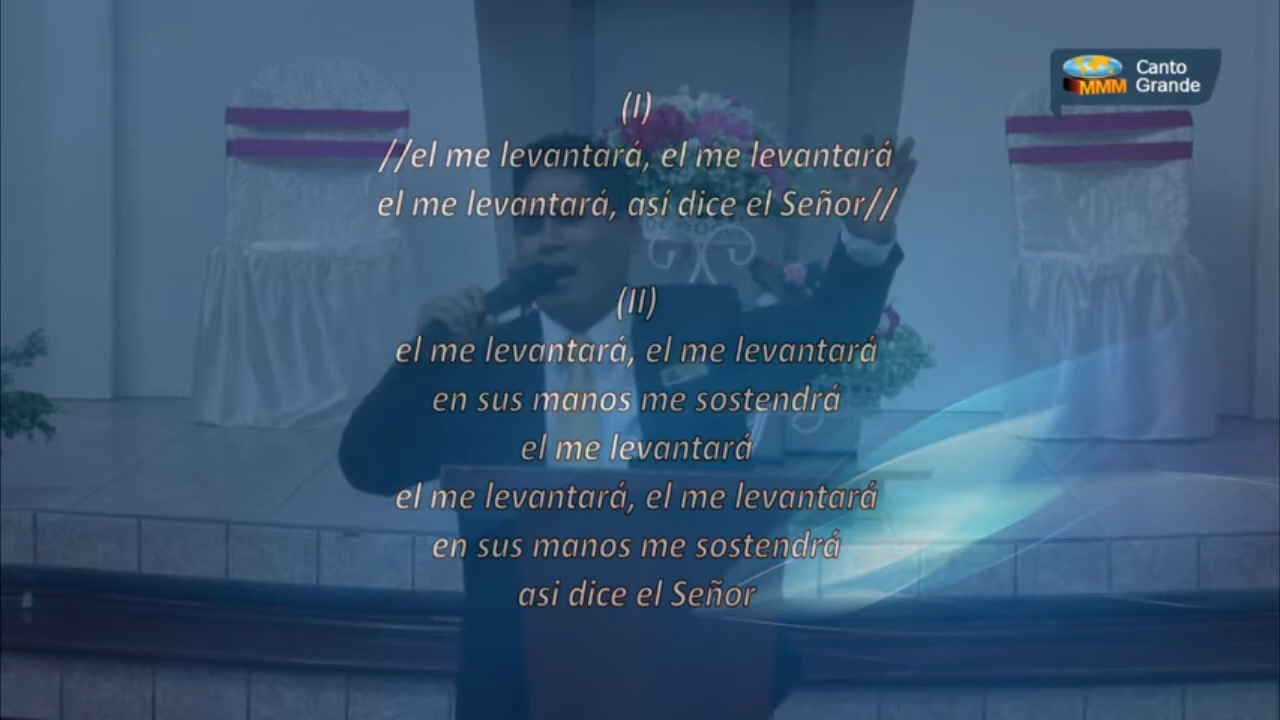 MMM
Canto
Grande
(I)
//el me levantará, el me levantará
el me levantará, así dice el Señor//
(II)
el me levantará, el me levantará
en sus manos me sostendrá
el me levantará
el me levantará, el me levantará
en sus manos me sostendrá
asi dice el Señor